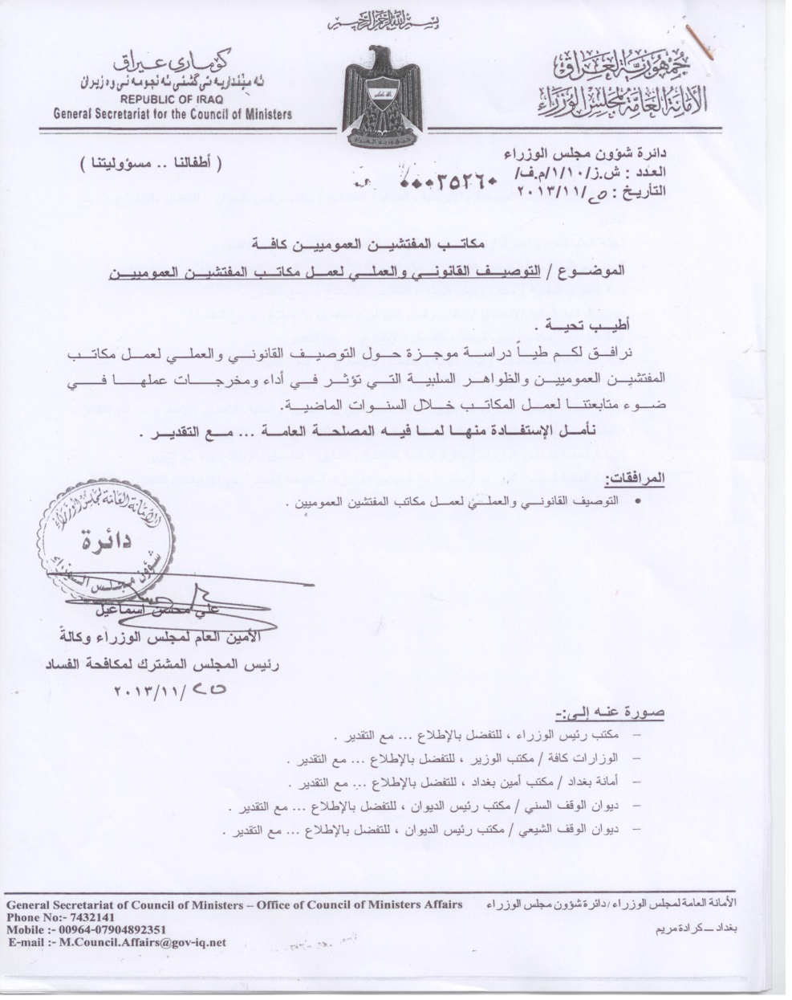 بسم الله الرحمن الرحيم
جمهورية العراق
الأمانة العامة لمجلس الوزراء
كۆماری عیراق
ئه مینداریه تی گشتی ئه نجومه نی وه زیران
REPUBLIC OF IRAQ
General Secretariat for the Council of Ministers
جمهورية العراق
دائرة شؤون مجلس الوزراء
العدد : ش.ز/١/١٠/م.ف/ ٠٠٠٣٥٢٦٠
التأريخ : ٢٥/١١/٢٠١٣
( أطفالنا .. مسؤوليتنا )
مكاتب المفتشين العموميين كافة
الموضوع / التوصيف القانوني والعملي لعمل مكاتب المفتشين العموميين
أطيب تحية .
نرافق لكم طياً دراسة موجزة حول التوصيف القانوني والعملي لعمل مكاتب
المفتشين العموميين والظواهر السلبية التي تؤثر في أداء ومخرجات عملها في
ضوء متابعتنا لعمل المكاتب خلال السنوات الماضية.
نأمل الإستفادة منها لما فيه المصلحة العامة ... مع التقدير .
المرافقات:
• التوصيف القانوني والعملي لعمل مكاتب المفتشين العموميين .
الأمانة العامة لمجلس الوزراء
دائرة
شؤون مجلس الوزراء
علي محسن اسماعيل
الأمين العام لمجلس الوزراء وكالةً
رئيس المجلس المشترك لمكافحة الفساد
٢٥/١١/٢٠١٣
صورة عنه إلى:-
– مكتب رئيس الوزراء ، للتفضل بالإطلاع ... مع التقدير .
– الوزارات كافة / مكتب الوزير ، للتفضل بالإطلاع ... مع التقدير .
– أمانة بغداد / مكتب أمين بغداد ، للتفضل بالإطلاع ... مع التقدير .
– ديوان الوقف السني / مكتب رئيس الديوان ، للتفضل بالإطلاع ... مع التقدير .
– ديوان الوقف الشيعي / مكتب رئيس الديوان ، للتفضل بالإطلاع ... مع التقدير .
الأمانة العامة لمجلس الوزراء /دائرة شؤون مجلس الوزراء
بغداد – كرادة مريم
General Secretariat of Council of Ministers – Office of Council of Ministers Affairs
Phone No:- 7432141
Mobile :- 00964-07904892351
E-mail :- M.Council.Affairs@gov-iq.net